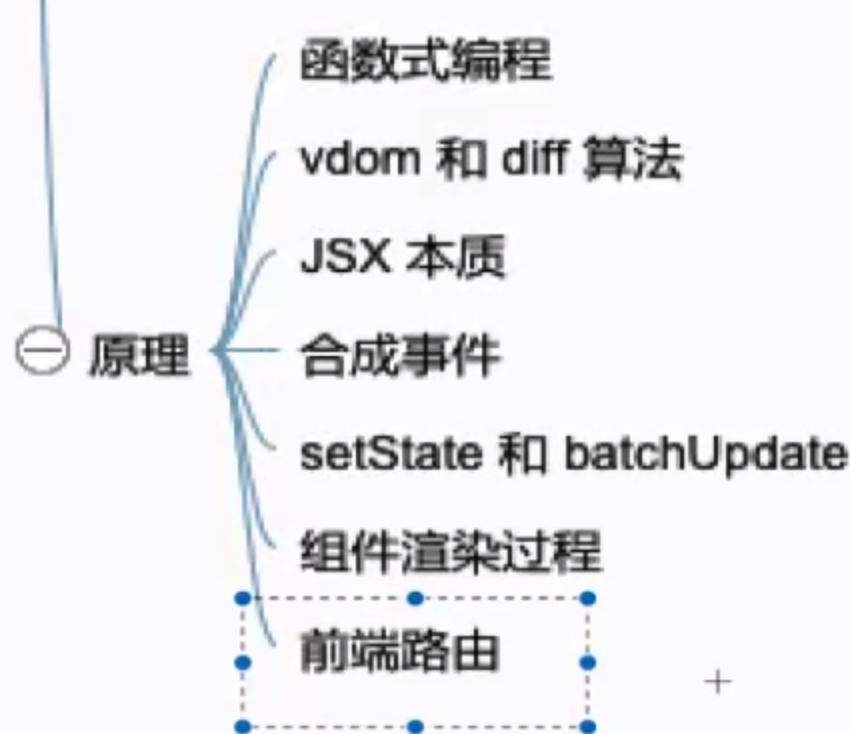 函数式编程
vdom 和 diff 算法
JSX 本质
原理
合成事件
setState 和 batchUpdate
组件渲染过程
前端路由